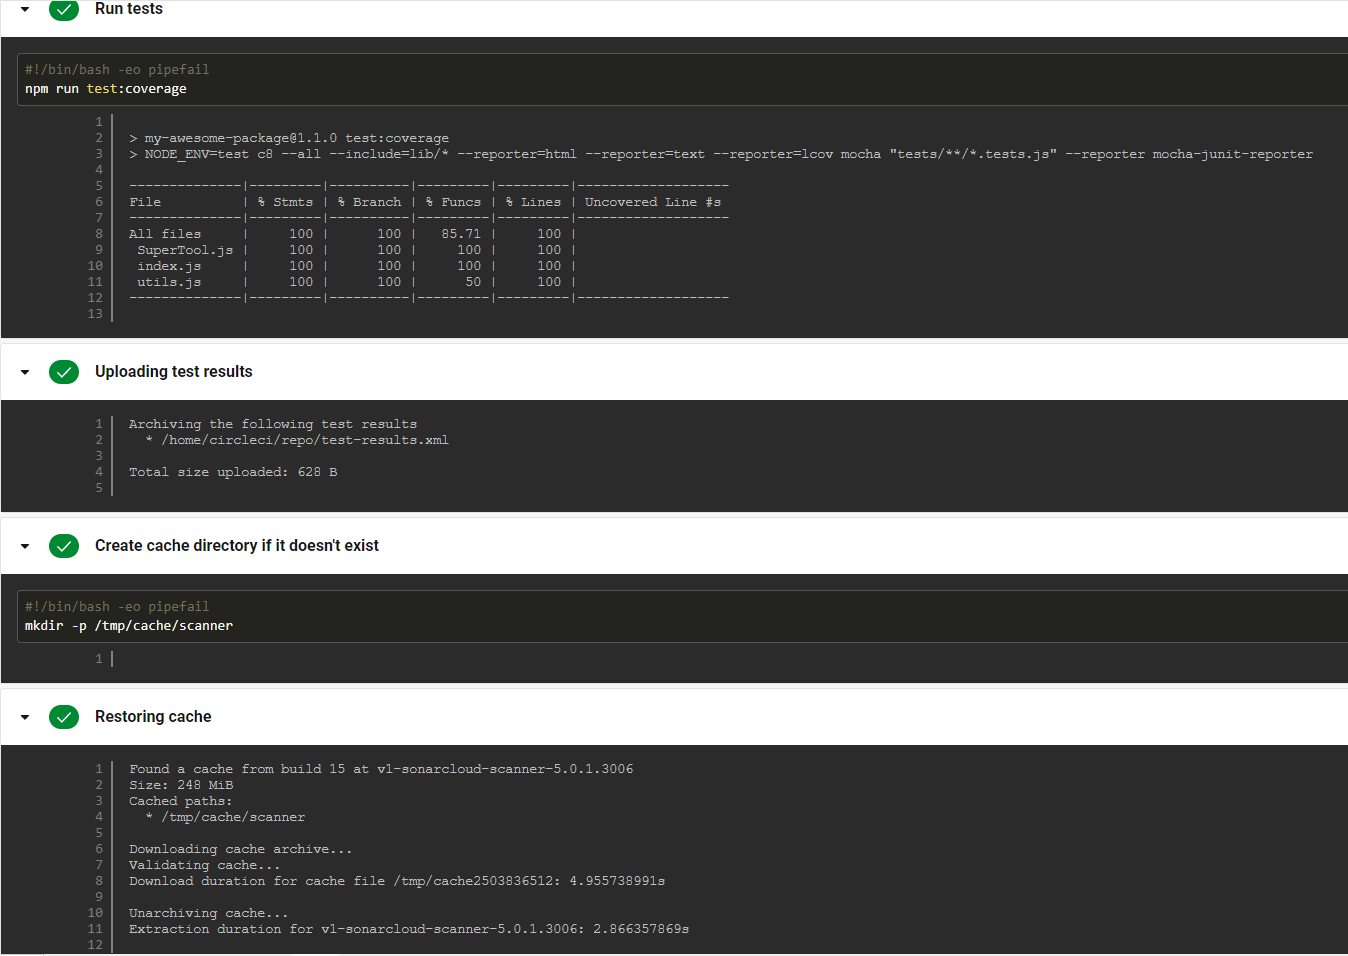 Run tests
#!/bin/bash -eo pipefail
npm run test:coverage
1
2 > my-awesome-package@1.1.0 test:coverage
3 > NODE_ENV=test c8 --all --include=lib/* --reporter=html --reporter=text --reporter=lcov mocha "tests/**/*.tests.js" --reporter mocha-junit-reporter
4
5 --------------|---------|----------|---------|---------|-------------------
6 File          | % Stmts | % Branch | % Funcs | % Lines | Uncovered Line #s
7 --------------|---------|----------|---------|---------|-------------------
8 All files     |     100 |      100 |   85.71 |     100 |
9  SuperTool.js |     100 |      100 |     100 |     100 |
10  index.js     |     100 |      100 |     100 |     100 |
11  utils.js     |     100 |      100 |      50 |     100 |
12 --------------|---------|----------|---------|---------|-------------------
13
Uploading test results
1 Archiving the following test results
2   * /home/circleci/repo/test-results.xml
3
4 Total size uploaded: 628 B
5
Create cache directory if it doesn't exist
#!/bin/bash -eo pipefail
mkdir -p /tmp/cache/scanner
1
Restoring cache
1 Found a cache from build 15 at v1-sonarcloud-scanner-5.0.1.3006
2 Size: 248 MiB
3 Cached paths:
4   * /tmp/cache/scanner
5
6 Downloading cache archive...
7 Validating cache...
8 Download duration for cache file /tmp/cache2503836512: 4.955738991s
9
10 Unarchiving cache...
11 Extraction duration for v1-sonarcloud-scanner-5.0.1.3006: 2.866357869s
12